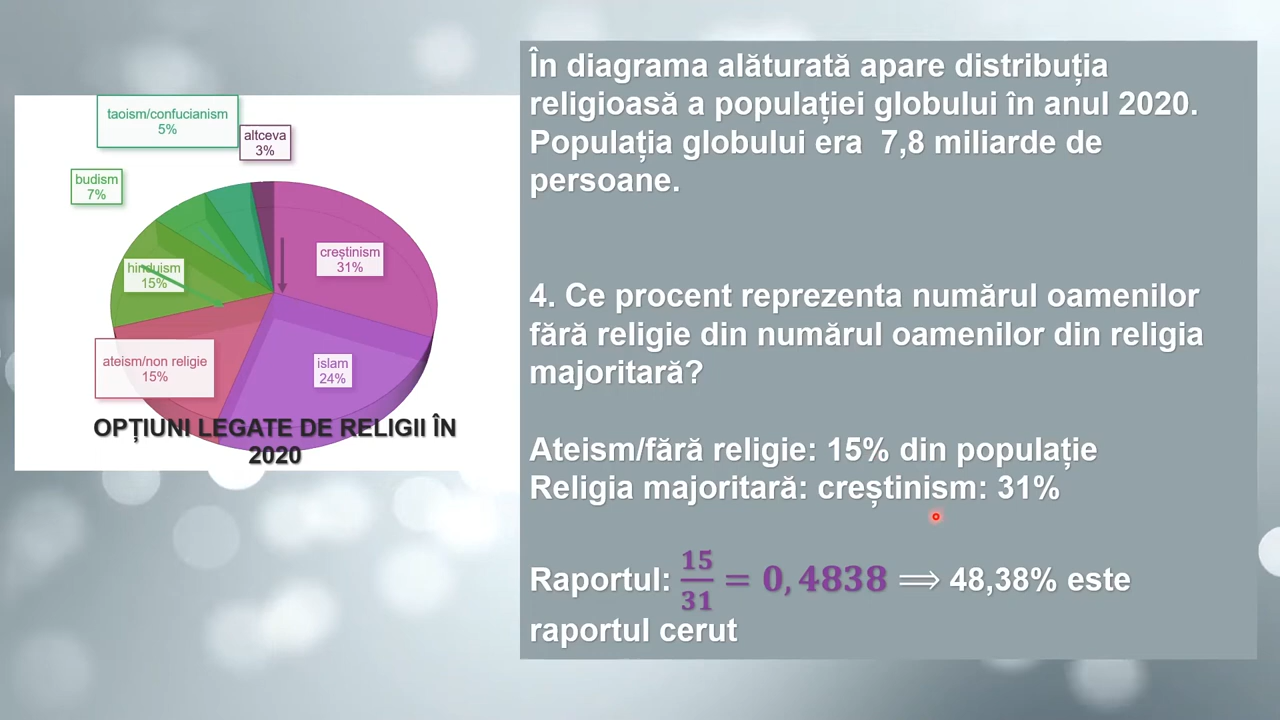 taoism/confucianism
5%
altceva
3%
budism
7%
creștinism
31%
hinduism
15%
ateism/non religie
15%
islam
24%
OPȚIUNI LEGATE DE RELIGII ÎN
2020
În diagrama alăturată apare distribuția
religioasă a populației globului în anul 2020.
Populația globului era 7,8 miliarde de
persoane.
4. Ce procent reprezenta numărul oamenilor
fără religie din numărul oamenilor din religia
majoritară?
Ateism/fără religie: 15% din populație
Religia majoritară: creștinism: 31%
Raportul: 15/31 = 0,4838 ⟹ 48,38% este
raportul cerut